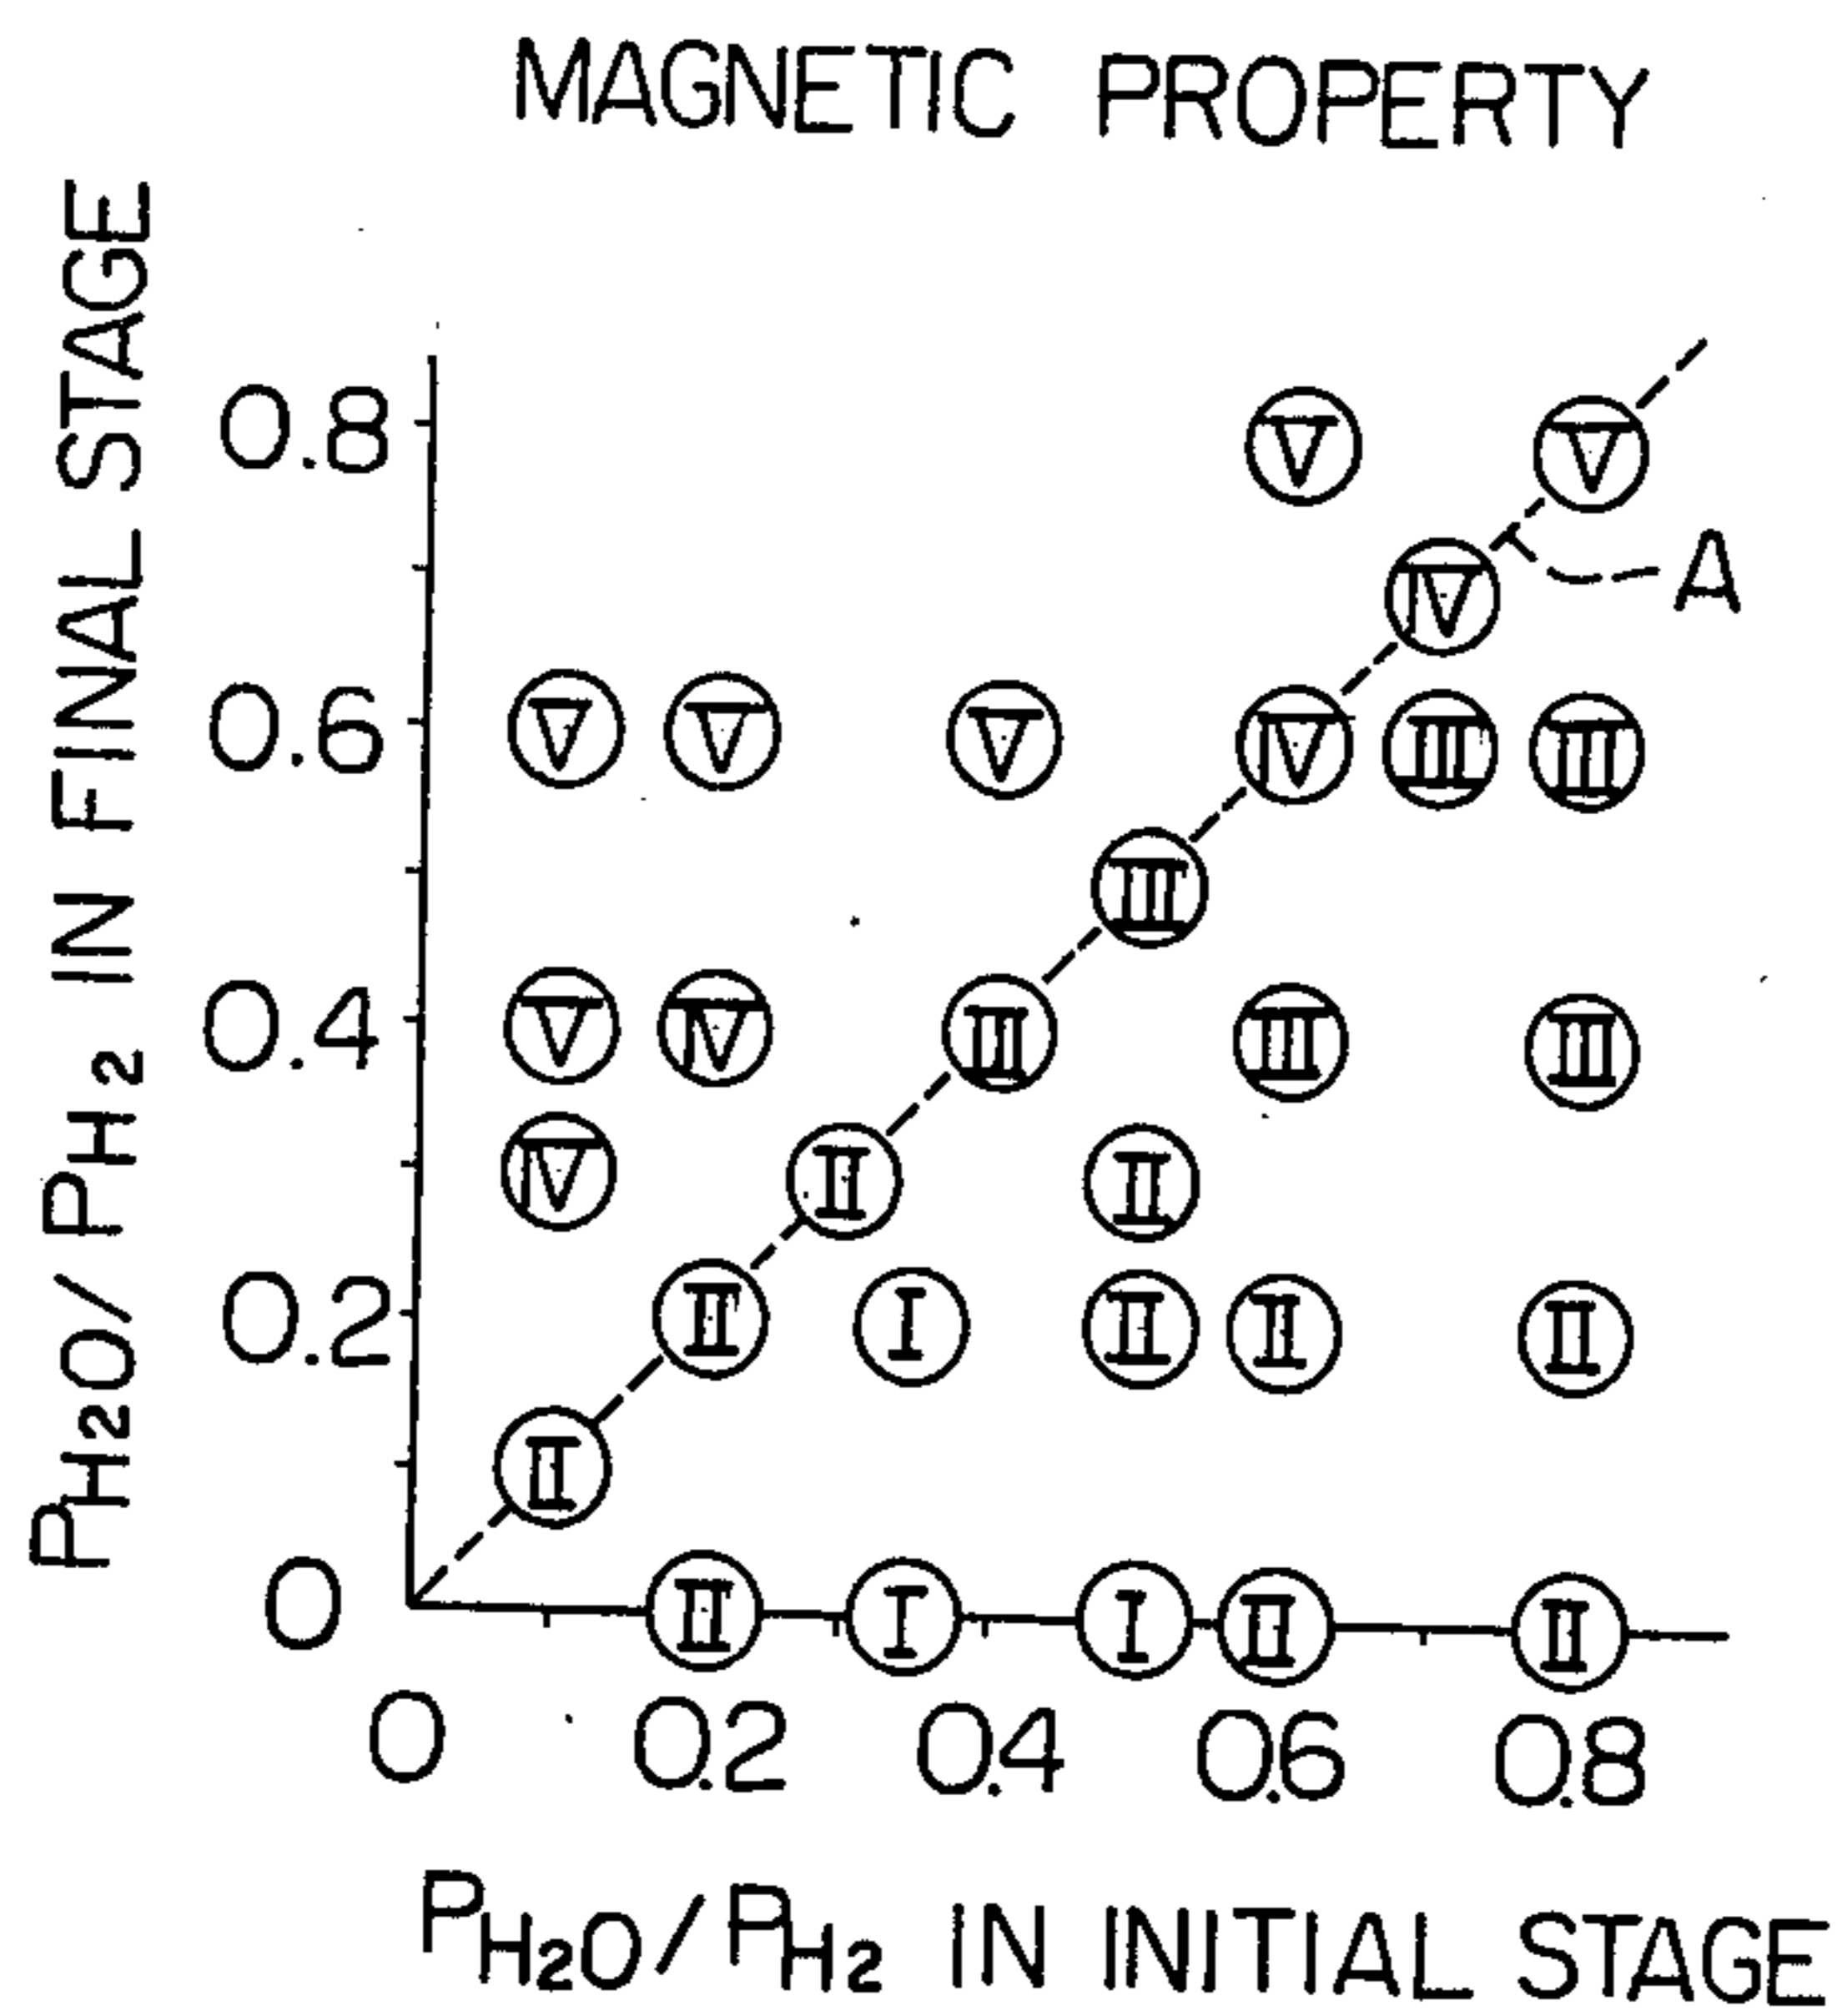 MAGNETIC PROPERTY
PH2O/PH2 IN FINAL STAGE
0.8 V V
IV A
0.6 V V V IV III III
III
0.4 V IV III III III
IV II II
0.2 II I II II II
II
0 II I I II II
0 0.2 0.4 0.6 0.8
PH2O/PH2 IN INITIAL STAGE